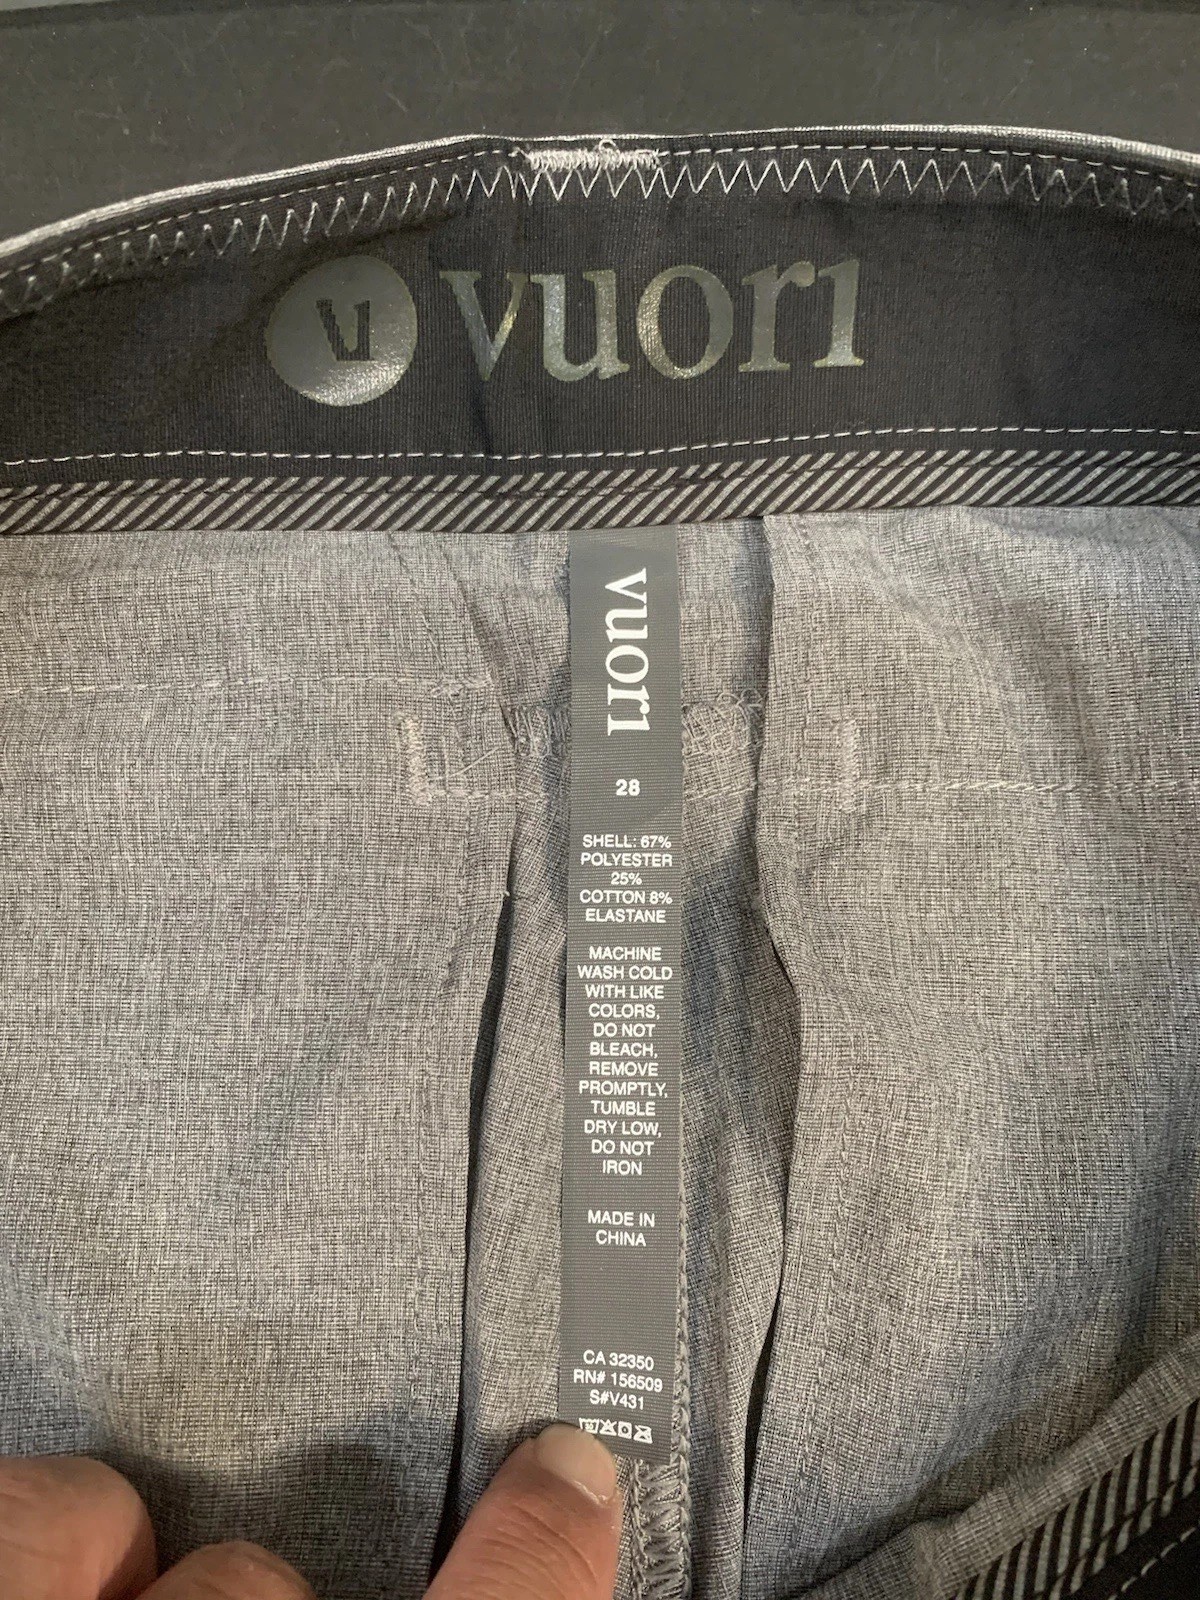 V vuori
vuori
28
SHELL: 67%
POLYESTER
25%
COTTON 8%
ELASTANE
MACHINE
WASH COLD
WITH LIKE
COLORS,
DO NOT
BLEACH,
REMOVE
PROMPTLY,
TUMBLE
DRY LOW,
DO NOT
IRON
MADE IN
CHINA
CA 32350
RN# 156509
S#V431